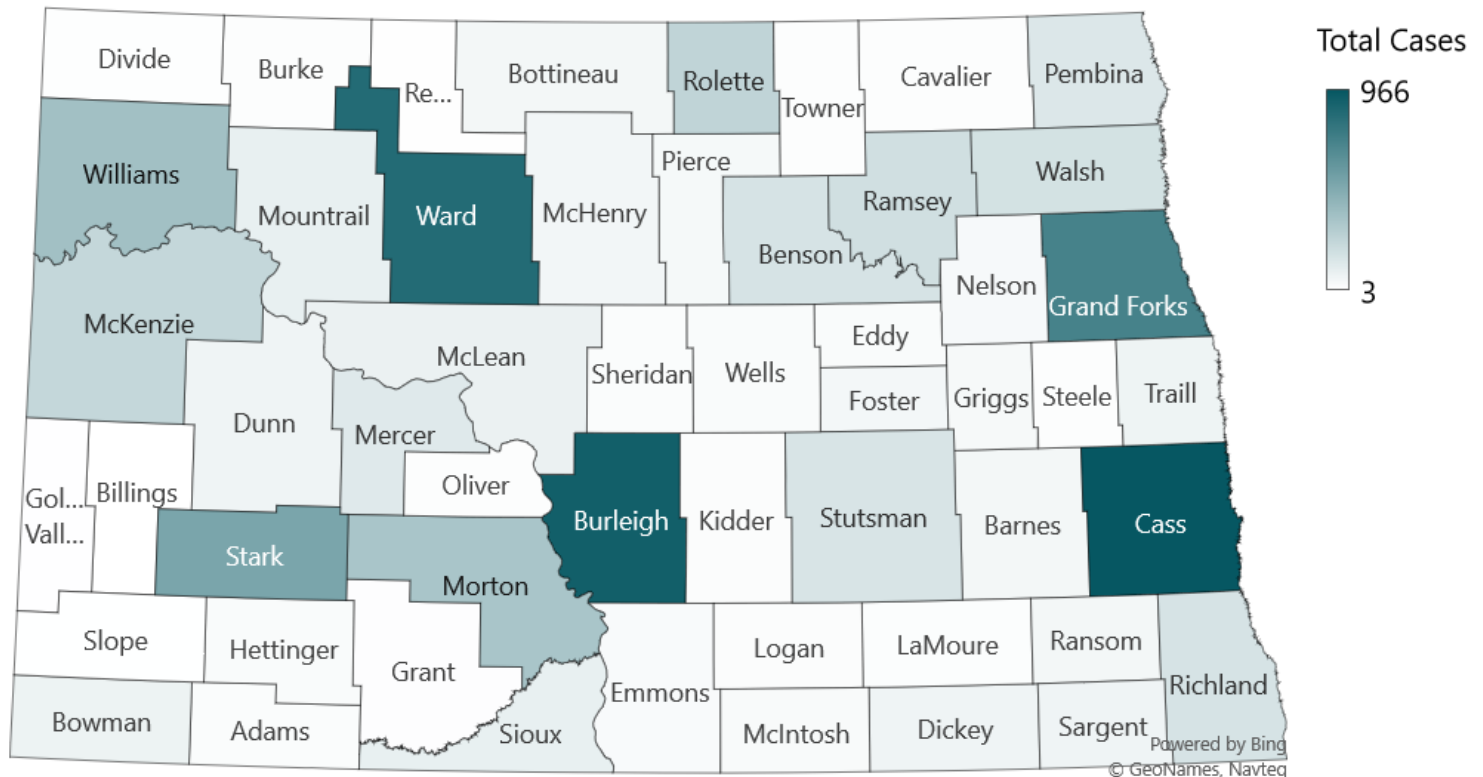 Total Cases
966
3
Divide
Burke
Re...
Bottineau
Rolette
Towner
Cavalier
Pembina
Williams
Mountrail
Ward
McHenry
Pierce
Benson
Ramsey
Walsh
Nelson
Grand Forks
McKenzie
Dunn
McLean
Mercer
Oliver
Sheridan
Wells
Eddy
Foster
Griggs
Steele
Traill
Gol...
Vall...
Billings
Stark
Morton
Burleigh
Kidder
Stutsman
Barnes
Cass
Slope
Hettinger
Grant
Bowman
Adams
Sioux
Emmons
Logan
LaMoure
Ransom
Richland
McIntosh
Dickey
Sargent
Powered by Bing
© GeoNames, Navteq